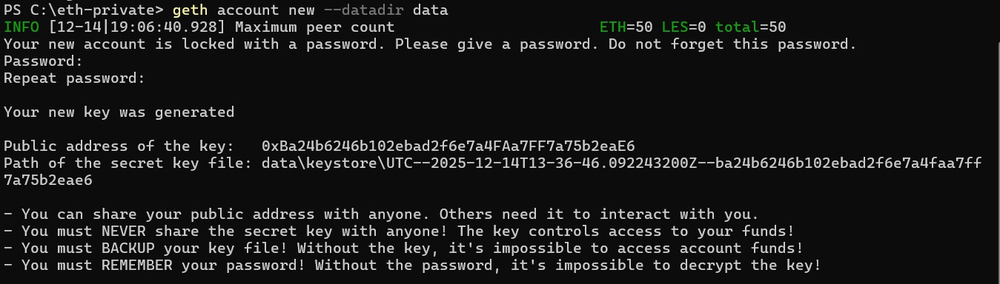 PS C:\eth-private> geth account new --datadir data
INFO [12-14|19:06:40.928] Maximum peer count                       ETH=50 LES=0 total=50
Your new account is locked with a password. Please give a password. Do not forget this password.
Password:
Repeat password:
Your new key was generated
Public address of the key:   0xBa24b6246b102ebad2f6e7a4FAa7FF7a75b2eaE6
Path of the secret key file: data\keystore\UTC--2025-12-14T13-36-46.092243200Z--ba24b6246b102ebad2f6e7a4faa7ff
7a75b2eae6
- You can share your public address with anyone. Others need it to interact with you.
- You must NEVER share the secret key with anyone! The key controls access to your funds!
- You must BACKUP your key file! Without the key, it's impossible to access account funds!
- You must REMEMBER your password! Without the password, it's impossible to decrypt the key!